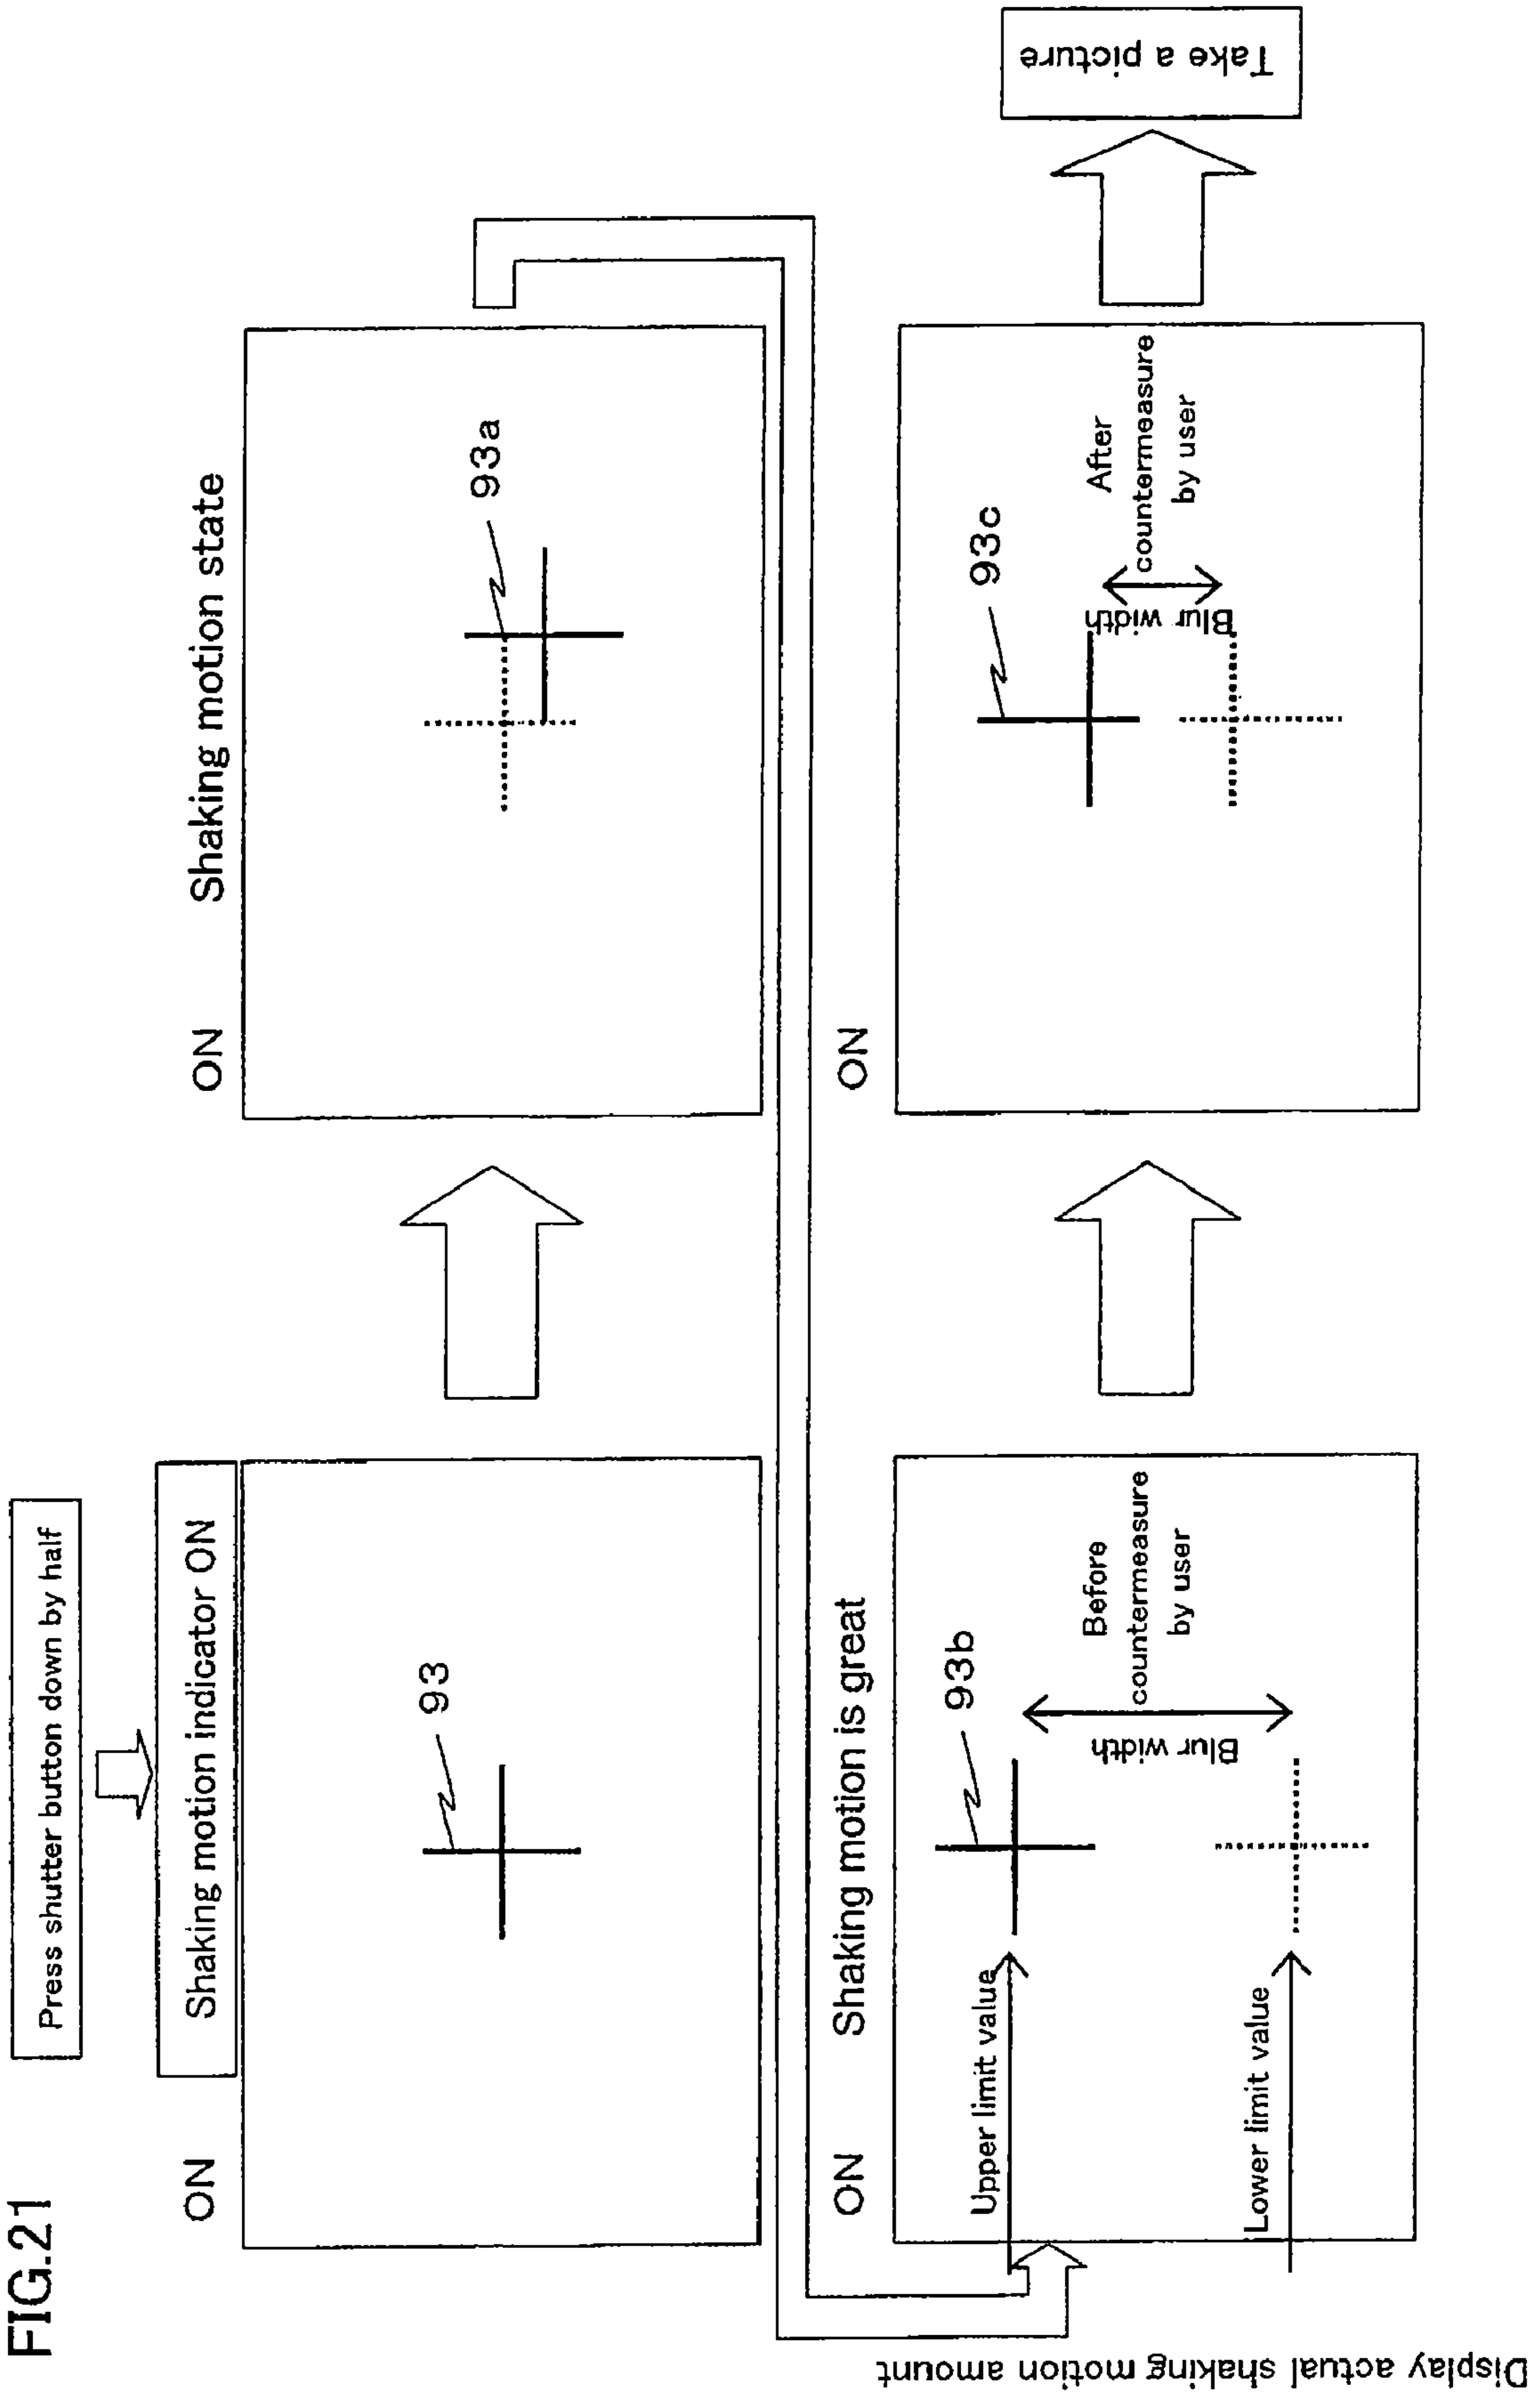 FIG.21
Press shutter button down by half
Shaking motion indicator ON
ON
93
ON
Shaking motion state
93a
ON
Shaking motion is great
Upper limit value
Lower limit value
93b
Blur width
Before
countermeasure
by user
ON
93c
Blur width
After
countermeasure
by user
Take a picture
Display actual shaking motion amount